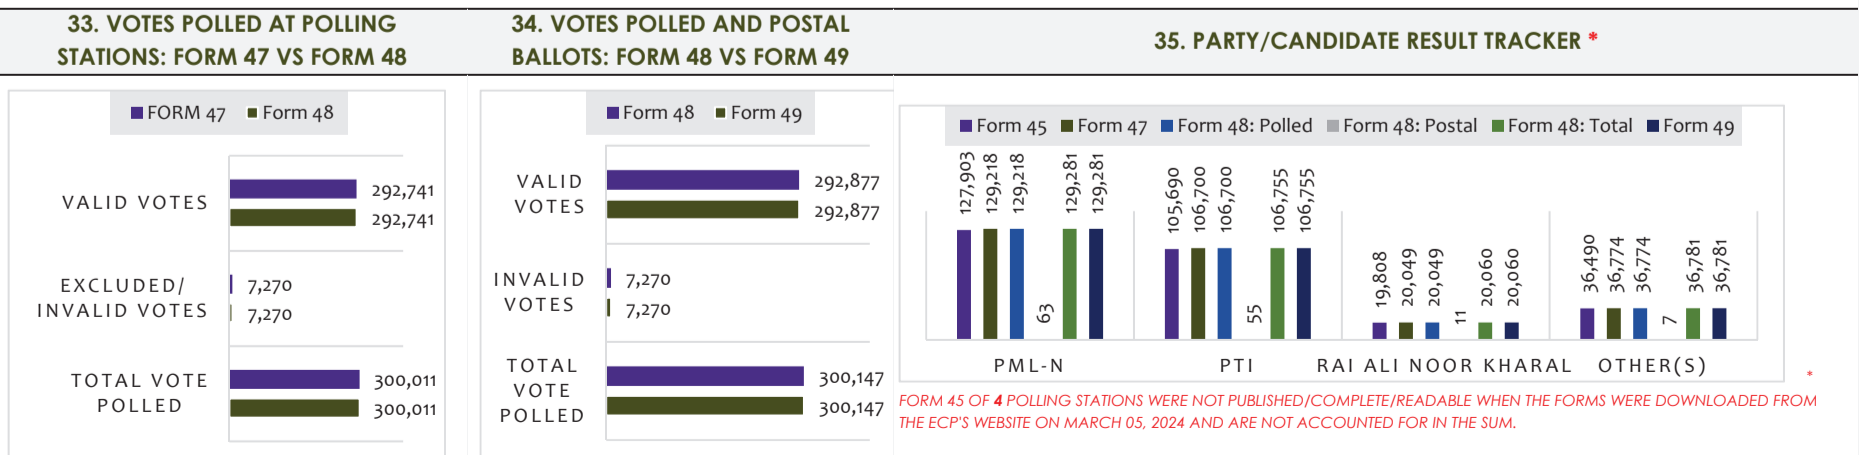 33. VOTES POLLED AT POLLING
STATIONS: FORM 47 VS FORM 48
FORM 47 Form 48
VALID VOTES
292,741
292,741
EXCLUDED/
INVALID VOTES
7,270
7,270
TOTAL VOTE
POLLED
300,011
300,011
34. VOTES POLLED AND POSTAL
BALLOTS: FORM 48 VS FORM 49
Form 48 Form 49
VALID
VOTES
292,877
292,877
INVALID
VOTES
7,270
7,270
TOTAL
VOTE
POLLED
300,147
300,147
35. PARTY/CANDIDATE RESULT TRACKER *
Form 45 Form 47 Form 48: Polled Form 48: Postal Form 48: Total Form 49
127,903
129,218
129,218
63
129,281
129,281
PML-N
105,690
106,700
106,700
55
106,755
106,755
PTI
19,808
20,049
20,049
11
20,060
20,060
RAI ALI NOOR KHARAL
36,490
36,774
36,774
7
36,781
36,781
OTHER(S)
*
FORM 45 OF 4 POLLING STATIONS WERE NOT PUBLISHED/COMPLETE/READABLE WHEN THE FORMS WERE DOWNLOADED FROM
THE ECP'S WEBSITE ON MARCH 05, 2024 AND ARE NOT ACCOUNTED FOR IN THE SUM.